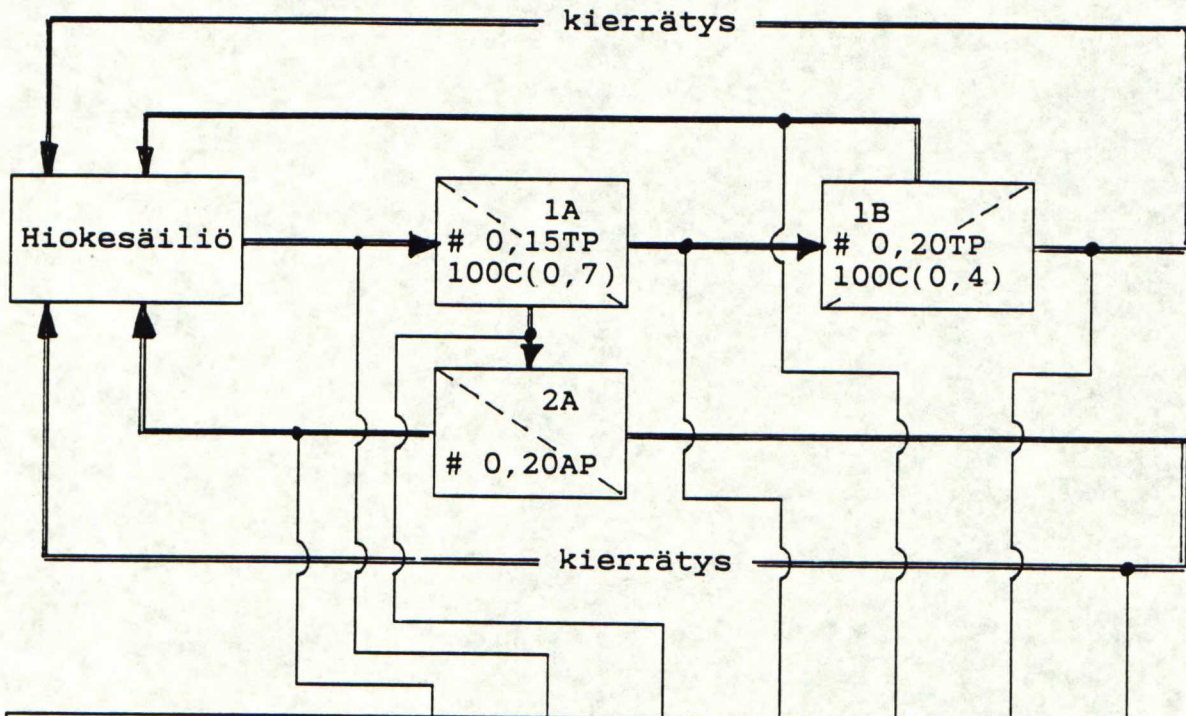 kierrätys
Hiokesäiliö
1A
# 0,15TP
100C(0,7)
1B
# 0,20TP
100C(0,4)
2A
# 0,20AP
kierrätys